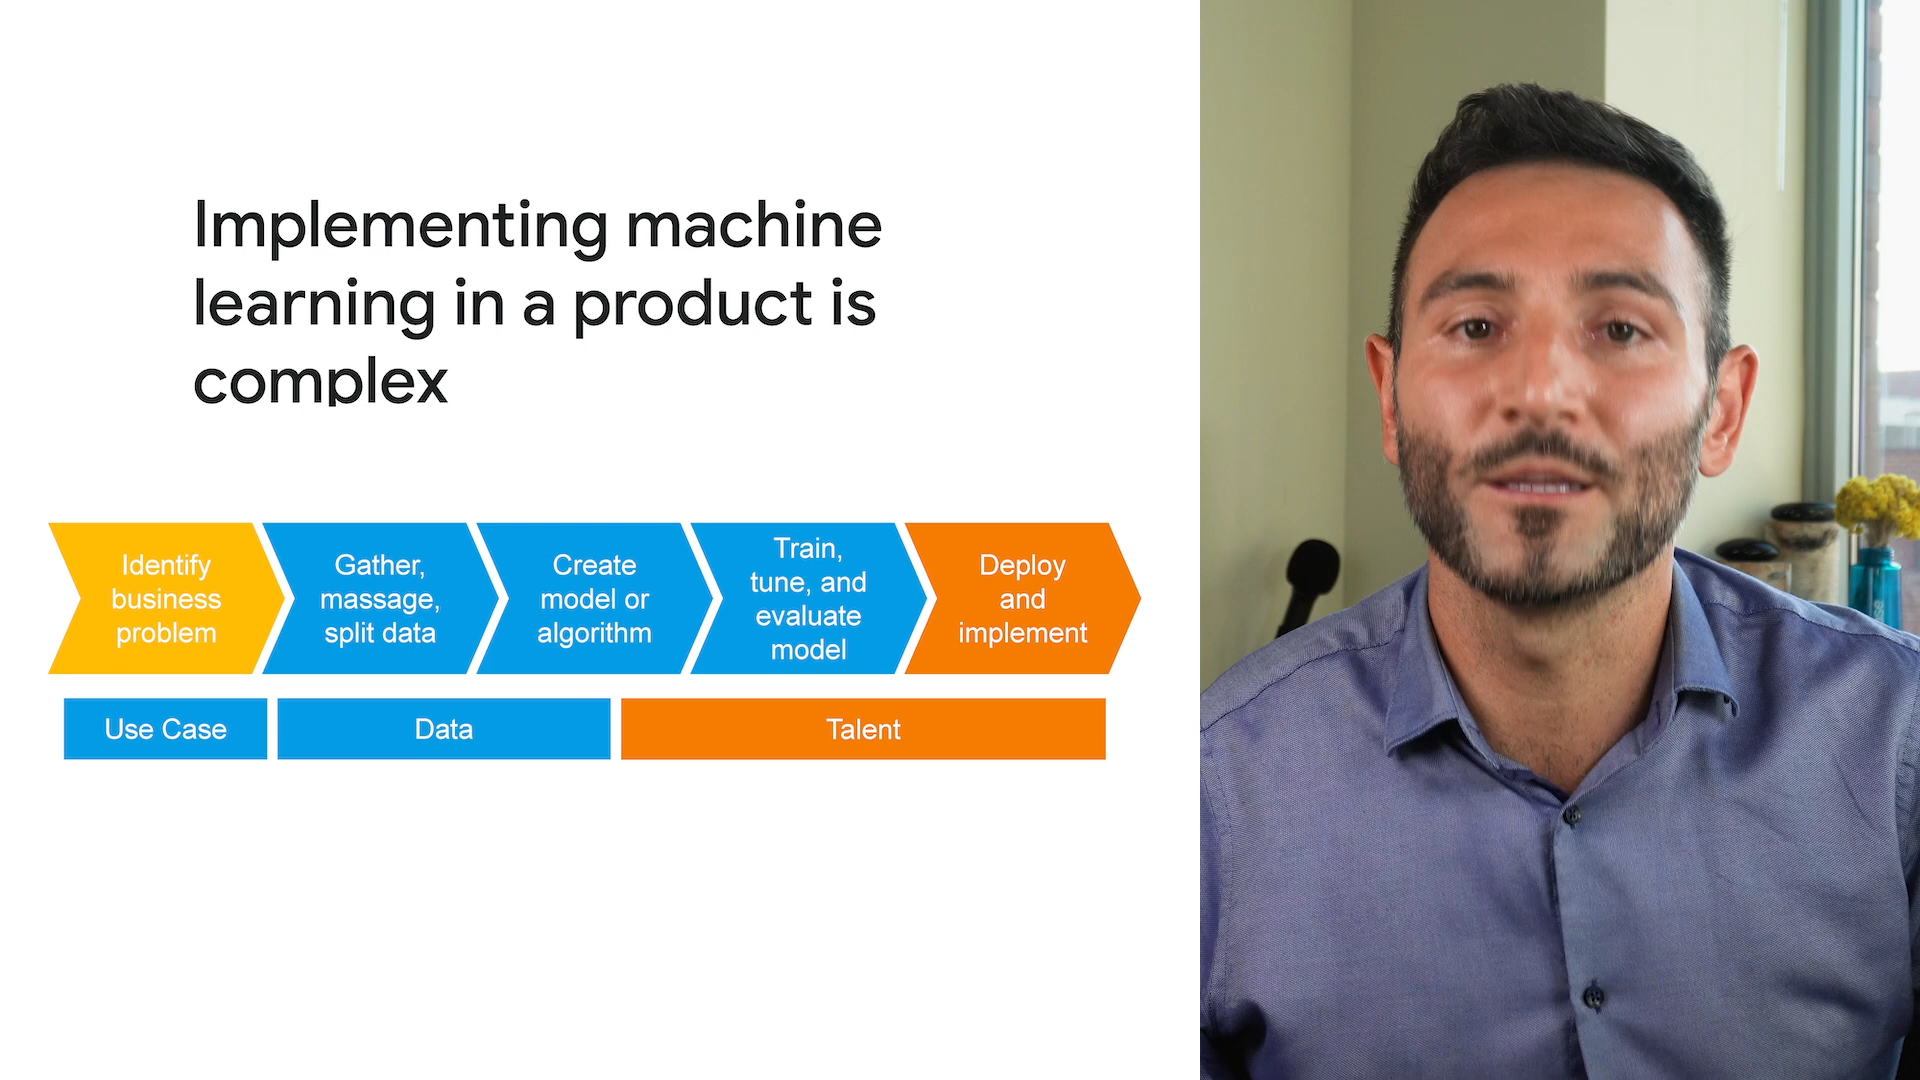 Implementing machine
learning in a product is
complex
Identify
business
problem
Gather,
massage,
split data
Create
model or
algorithm
Train,
tune, and
evaluate
model
Deploy
and
implement
Use Case
Data
Talent